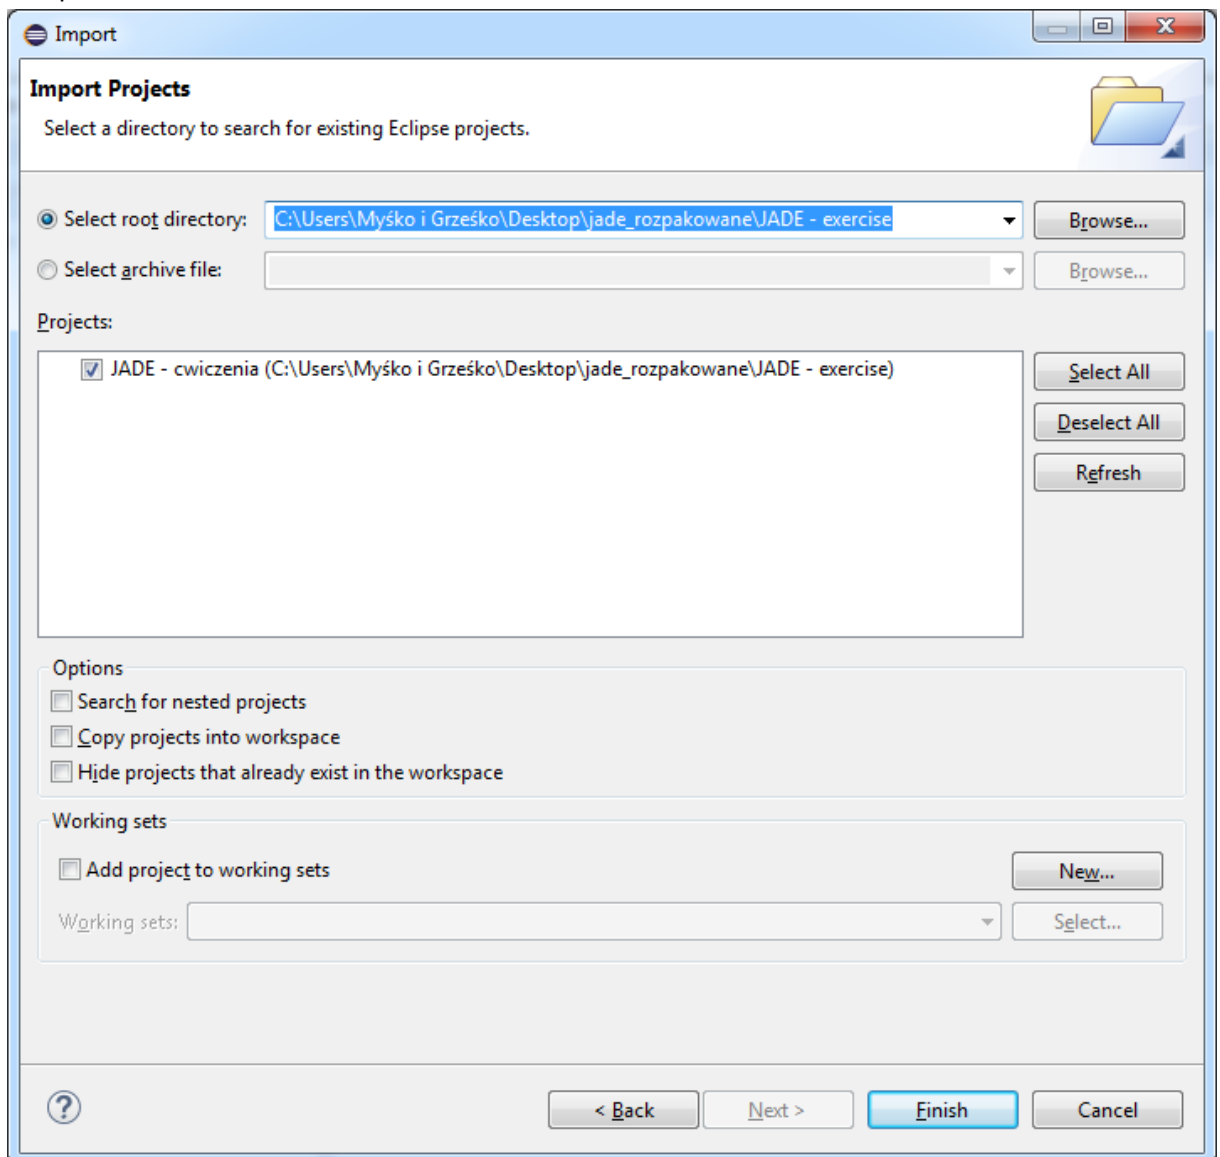 Import
Import Projects
Select a directory to search for existing Eclipse projects.
Select root directory: C:\Users\Myśko i Grześko\Desktop\jade_rozpakowane\JADE - exercise Browse...
Select archive file: Browse...
Projects:
JADE - cwiczenia (C:\Users\Myśko i Grześko\Desktop\jade_rozpakowane\JADE - exercise) Select All
Deselect All
Refresh
Options
Search for nested projects
Copy projects into workspace
Hide projects that already exist in the workspace
Working sets
Add project to working sets New...
Working sets: Select...
? < Back Next > Finish Cancel